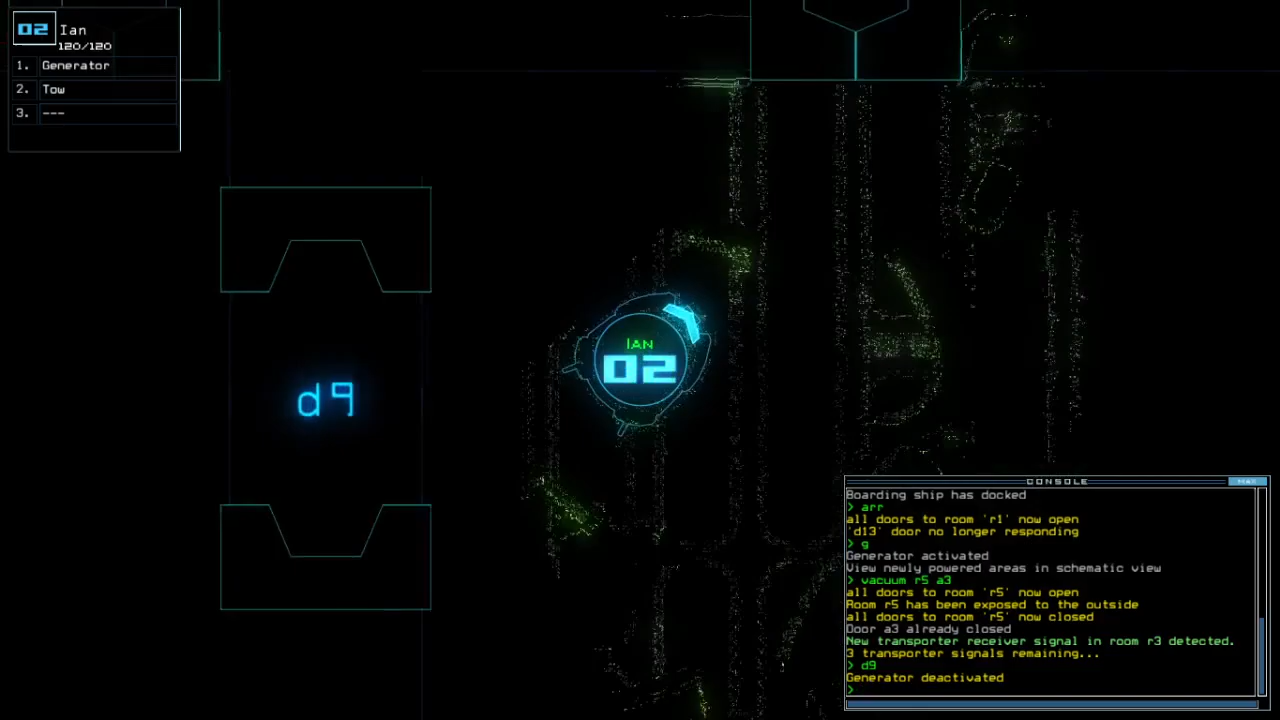 02 Ian
120/120
1. Generator
2. Tow
3. ---
d9
IAN
02
CONSOLE
Boarding ship has docked
> arr
all doors to room 'r1' now open
'd13' door no longer responding
> g
Generator activated
View newly powered areas in schematic view
> vacuum r5 a3
all doors to room 'r5' now open
Room r5 has been exposed to the outside
all doors to room 'r5' now closed
Door a3 already closed
New transporter receiver signal in room r3 detected.
3 transporter signals remaining...
> d9
Generator deactivated
>